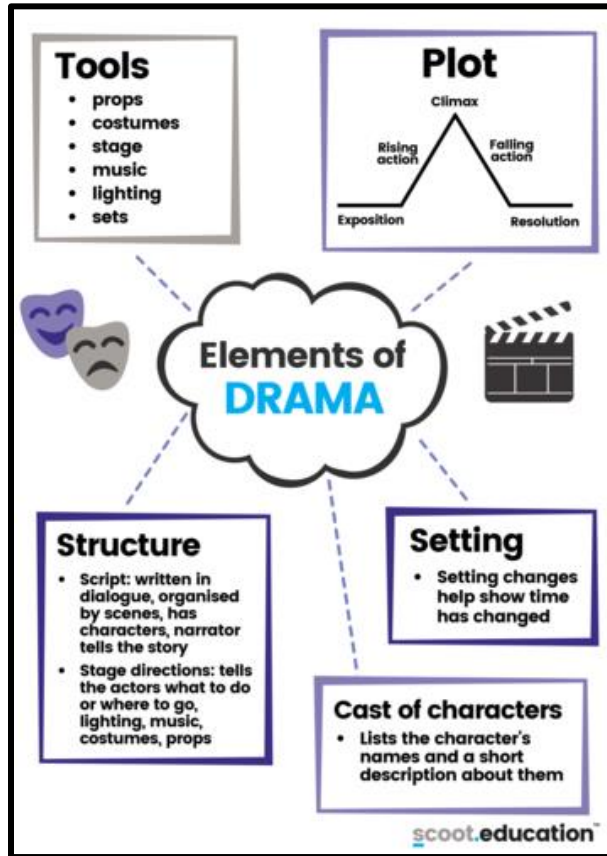 Tools
• props
• costumes
• stage
• music
• lighting
• sets
Plot
Climax
Rising
action
Falling
action
Exposition
Resolution
Elements of
DRAMA
Structure
• Script: written in
dialogue, organised
by scenes, has
characters, narrator
tells the story
• Stage directions: tells
the actors what to do
or where to go,
lighting, music,
costumes, props
Setting
• Setting changes
help show time
has changed
Cast of characters
• Lists the character's
names and a short
description about them
scoot.education™